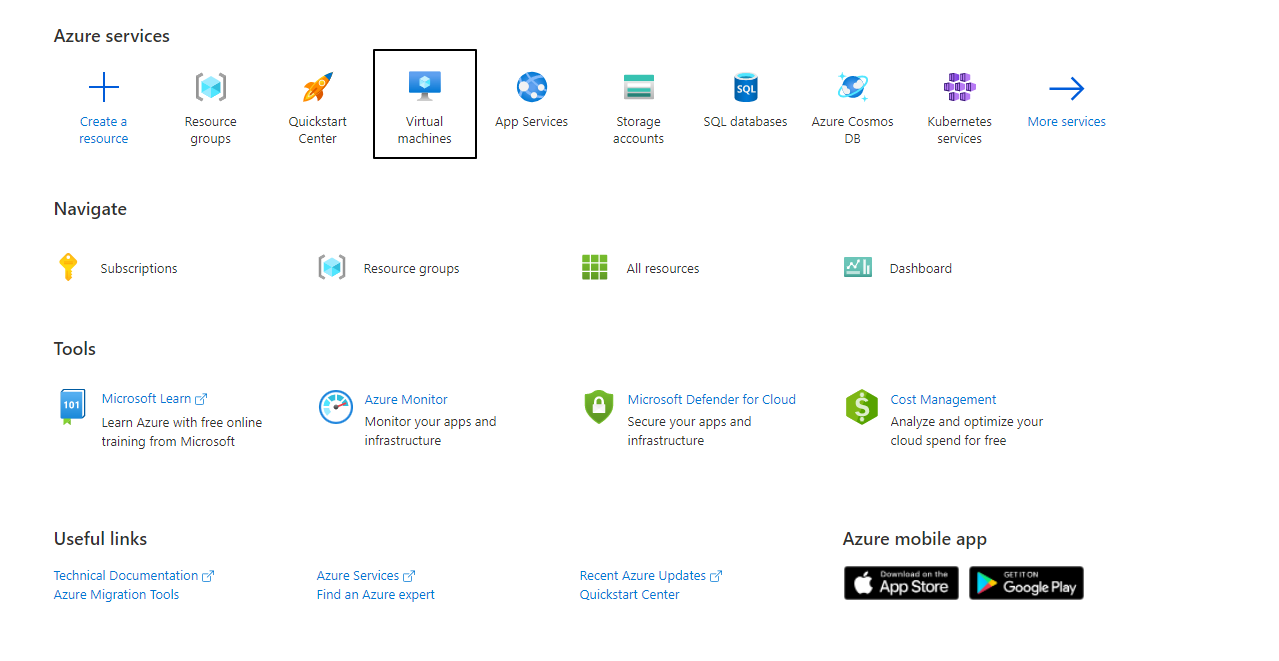 Azure services
Create a resource
Resource groups
Quickstart Center
Virtual machines
App Services
Storage accounts
SQL
SQL databases
Azure Cosmos DB
Kubernetes services
More services
Navigate
Subscriptions
Resource groups
All resources
Dashboard
Tools
101
Microsoft Learn
Learn Azure with free online
training from Microsoft
Azure Monitor
Monitor your apps and
infrastructure
Microsoft Defender for Cloud
Secure your apps and
infrastructure
$
Cost Management
Analyze and optimize your
cloud spend for free
Useful links
Technical Documentation
Azure Migration Tools
Azure Services
Find an Azure expert
Recent Azure Updates
Quickstart Center
Azure mobile app
Download on the
App Store
GET IT ON
Google Play